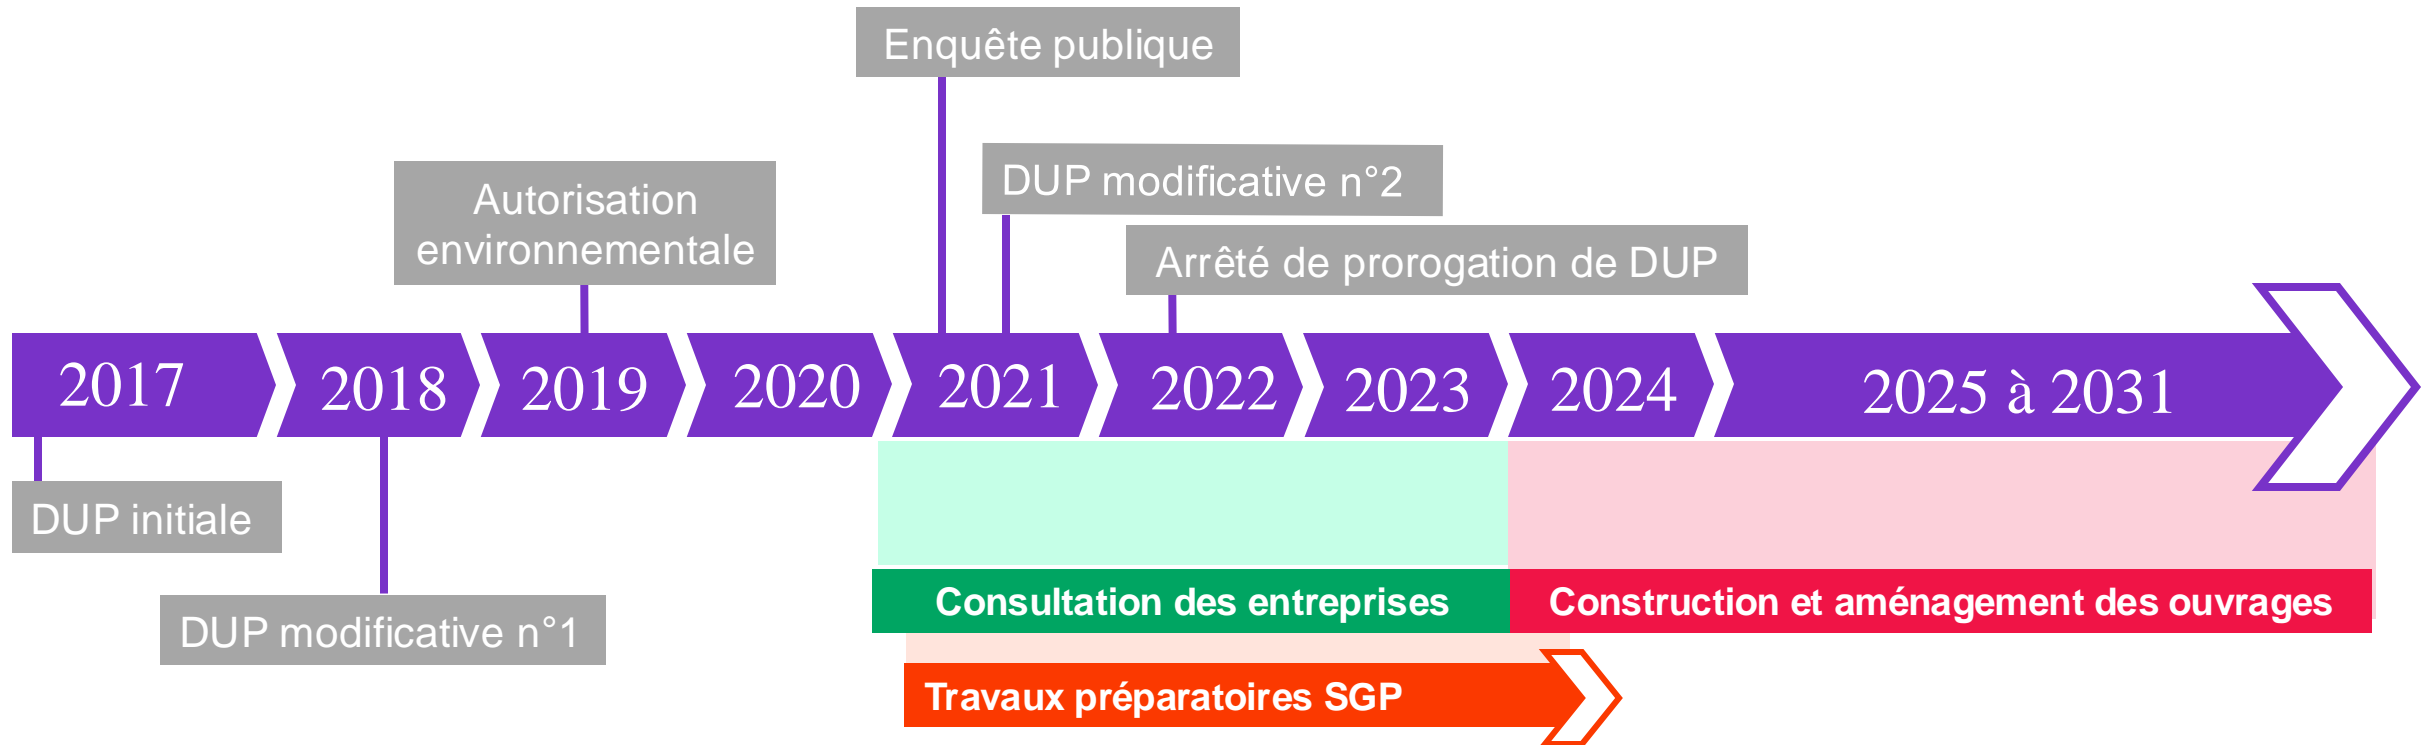 Enquête publique
DUP modificative n°2
Autorisation
environnementale
Arrêté de prorogation de DUP
2017
2018
2019
2020
2021
2022
2023
2024
2025 à 2031
DUP initiale
DUP modificative n°1
Consultation des entreprises
Construction et aménagement des ouvrages
Travaux préparatoires SGP